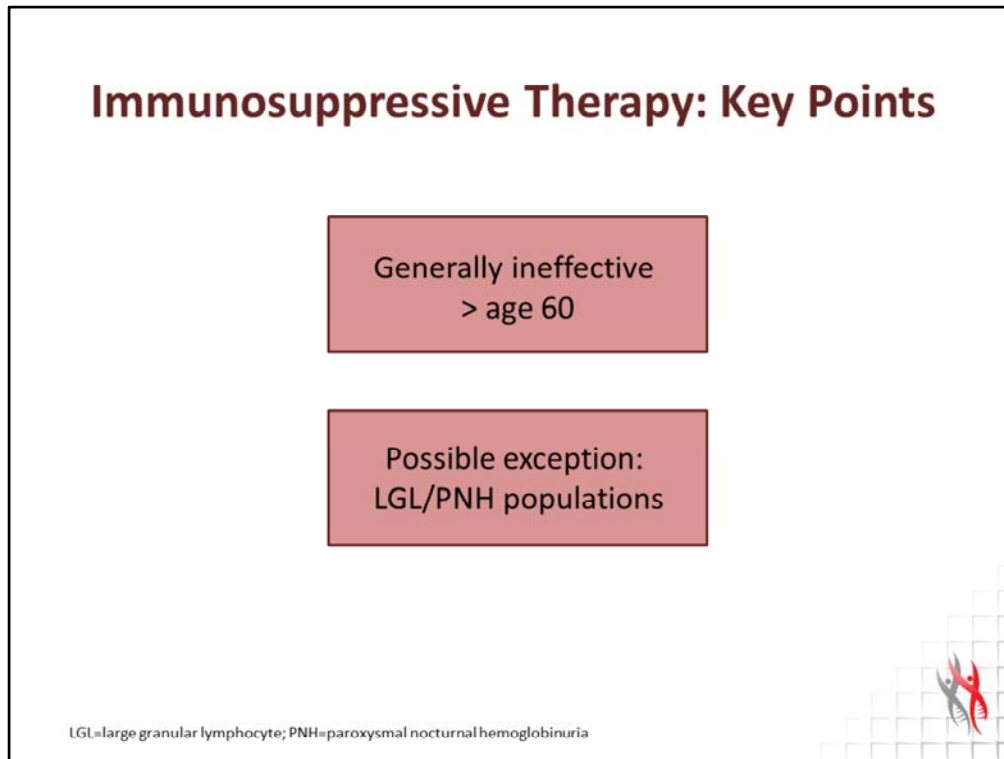 Immunosuppressive Therapy: Key Points
Generally ineffective
> age 60
Possible exception:
LGL/PNH populations
LGL=large granular lymphocyte; PNH=paroxysmal nocturnal hemoglobinuria